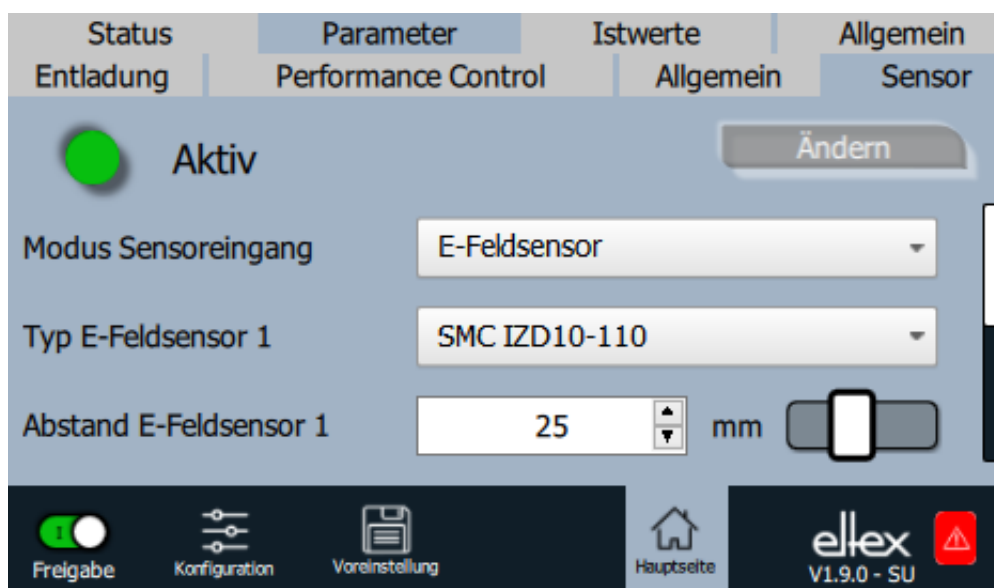 Status Parameter Istwerte Allgemein
Entladung Performance Control Allgemein Sensor
Aktiv Ändern
Modus Sensoreingang E-Feldsensor
Typ E-Feldsensor 1 SMC IZD10-110
Abstand E-Feldsensor 1 25 mm
I
Freigabe Konfiguration Voreinstellung Hauptseite eltex
V1.9.0 - SU